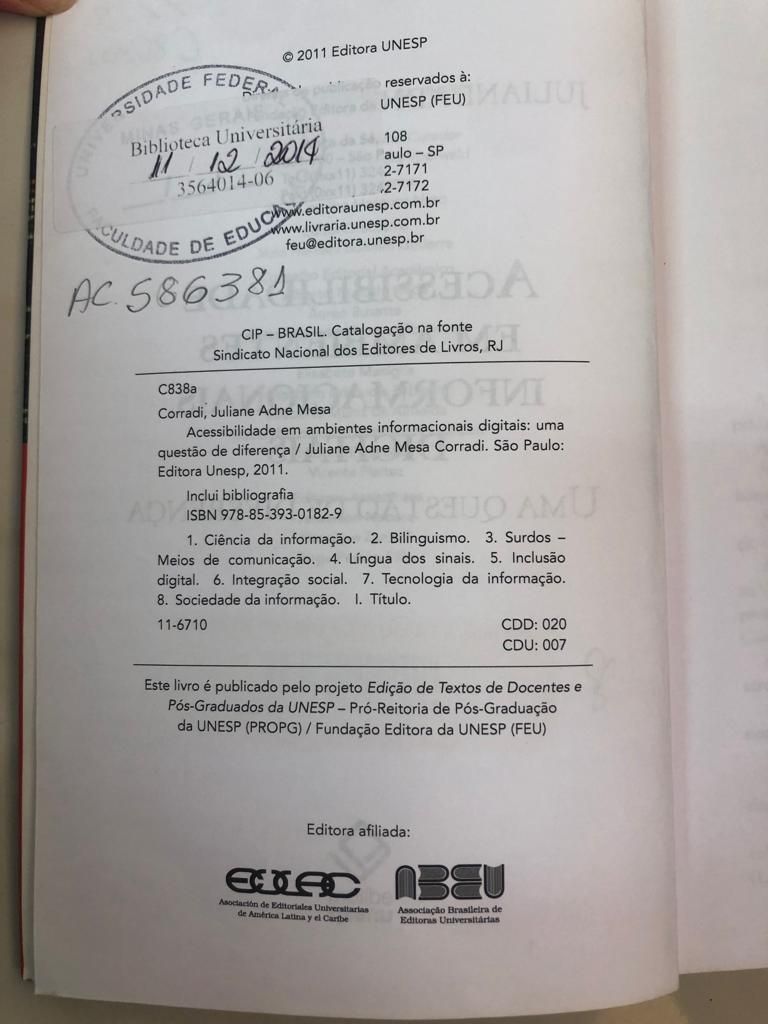 © 2011 Editora UNESP
reservados à:
UNESP (FEU)
108
aulo – SP
2-7171
2-7172
www.editoraunesp.com.br
www.livraria.unesp.com.br
feu@editora.unesp.br
UNIVERSIDADE FEDER
MINAS GERAIS
Biblioteca Universitária
11 / 12 / 2014
3564014-06
FACULDADE DE EDUC
AC. 586381
CIP – BRASIL. Catalogação na fonte
Sindicato Nacional dos Editores de Livros, RJ
C838a
Corradi, Juliane Adne Mesa
Acessibilidade em ambientes informacionais digitais: uma
questão de diferença / Juliane Adne Mesa Corradi. São Paulo:
Editora Unesp, 2011.
Inclui bibliografia
ISBN 978-85-393-0182-9
1. Ciência da informação. 2. Bilinguismo. 3. Surdos –
Meios de comunicação. 4. Língua dos sinais. 5. Inclusão
digital. 6. Integração social. 7. Tecnologia da informação.
8. Sociedade da informação. I. Título.
11-6710 CDD: 020
CDU: 007
Este livro é publicado pelo projeto Edição de Textos de Docentes e
Pós-Graduados da UNESP – Pró-Reitoria de Pós-Graduação
da UNESP (PROPG) / Fundação Editora da UNESP (FEU)
Editora afiliada:
EULAC
Asociación de Editoriales Universitarias
de América Latina y el Caribe
ABEU
Associação Brasileira de
Editoras Universitárias